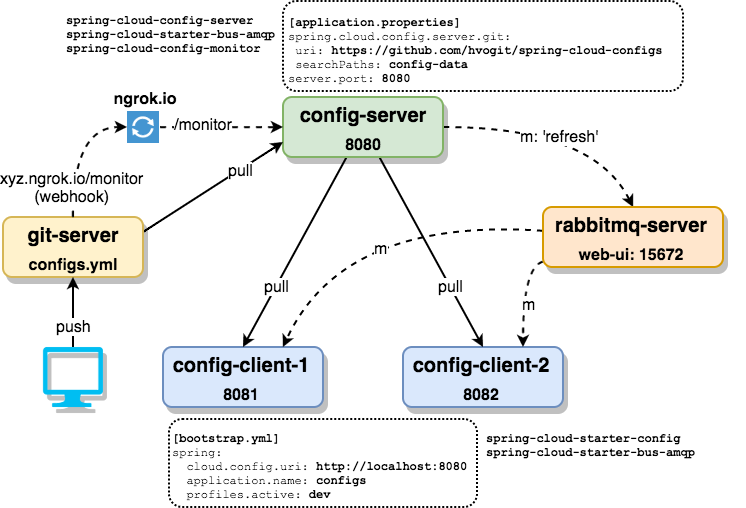 spring-cloud-config-server
spring-cloud-starter-bus-amqp
spring-cloud-config-monitor
[application.properties]
spring.cloud.config.server.git:
uri: https://github.com/hvogit/spring-cloud-configs
searchPaths: config-data
server.port: 8080
ngrok.io
/monitor
config-server
8080
m: 'refresh'
pull
xyz.ngrok.io/monitor
(webhook)
git-server
configs.yml
rabbitmq-server
web-ui: 15672
m
pull
pull
m
push
config-client-1
8081
config-client-2
8082
[bootstrap.yml]
spring:
cloud.config.uri: http://localhost:8080
application.name: configs
profiles.active: dev
spring-cloud-starter-config
spring-cloud-starter-bus-amqp